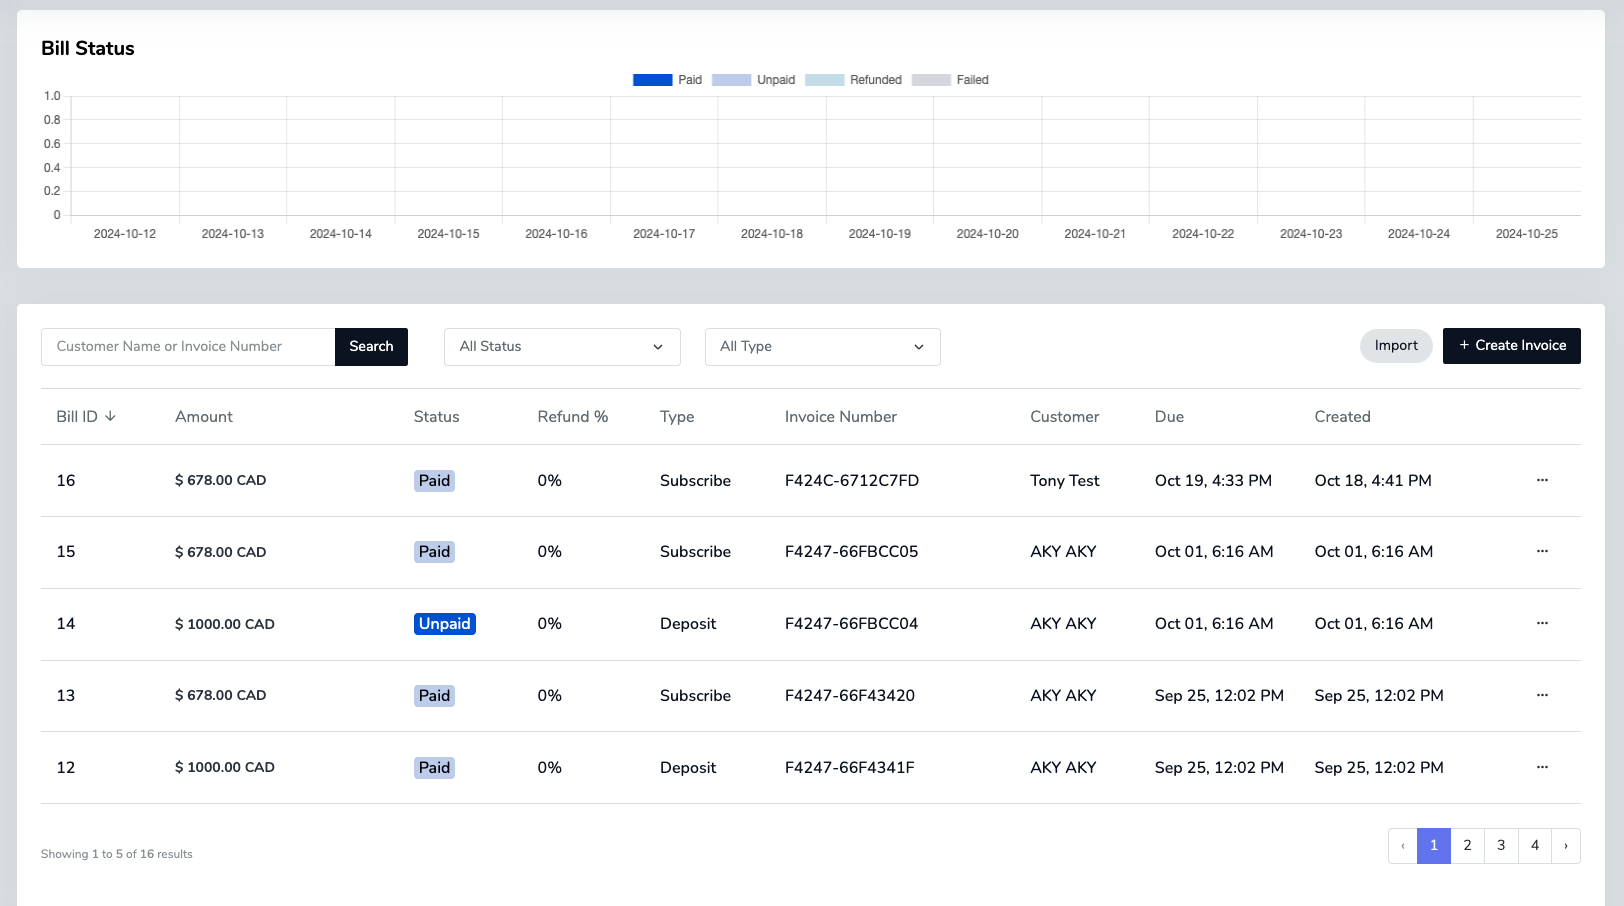 Bill Status
Paid Unpaid Refunded Failed
1.0
0.8
0.6
0.4
0.2
0
2024-10-12 2024-10-13 2024-10-14 2024-10-15 2024-10-16 2024-10-17 2024-10-18 2024-10-19 2024-10-20 2024-10-21 2024-10-22 2024-10-23 2024-10-24 2024-10-25
Customer Name or Invoice Number Search All Status All Type Import + Create Invoice
Bill ID ↓ Amount Status Refund % Type Invoice Number Customer Due Created
16 $ 678.00 CAD Paid 0% Subscribe F424C-6712C7FD Tony Test Oct 19, 4:33 PM Oct 18, 4:41 PM ···
15 $ 678.00 CAD Paid 0% Subscribe F4247-66FBCC05 AKY AKY Oct 01, 6:16 AM Oct 01, 6:16 AM ···
14 $ 1000.00 CAD Unpaid 0% Deposit F4247-66FBCC04 AKY AKY Oct 01, 6:16 AM Oct 01, 6:16 AM ···
13 $ 678.00 CAD Paid 0% Subscribe F4247-66F43420 AKY AKY Sep 25, 12:02 PM Sep 25, 12:02 PM ···
12 $ 1000.00 CAD Paid 0% Deposit F4247-66F4341F AKY AKY Sep 25, 12:02 PM Sep 25, 12:02 PM ···
Showing 1 to 5 of 16 results ‹ 1 2 3 4 ›